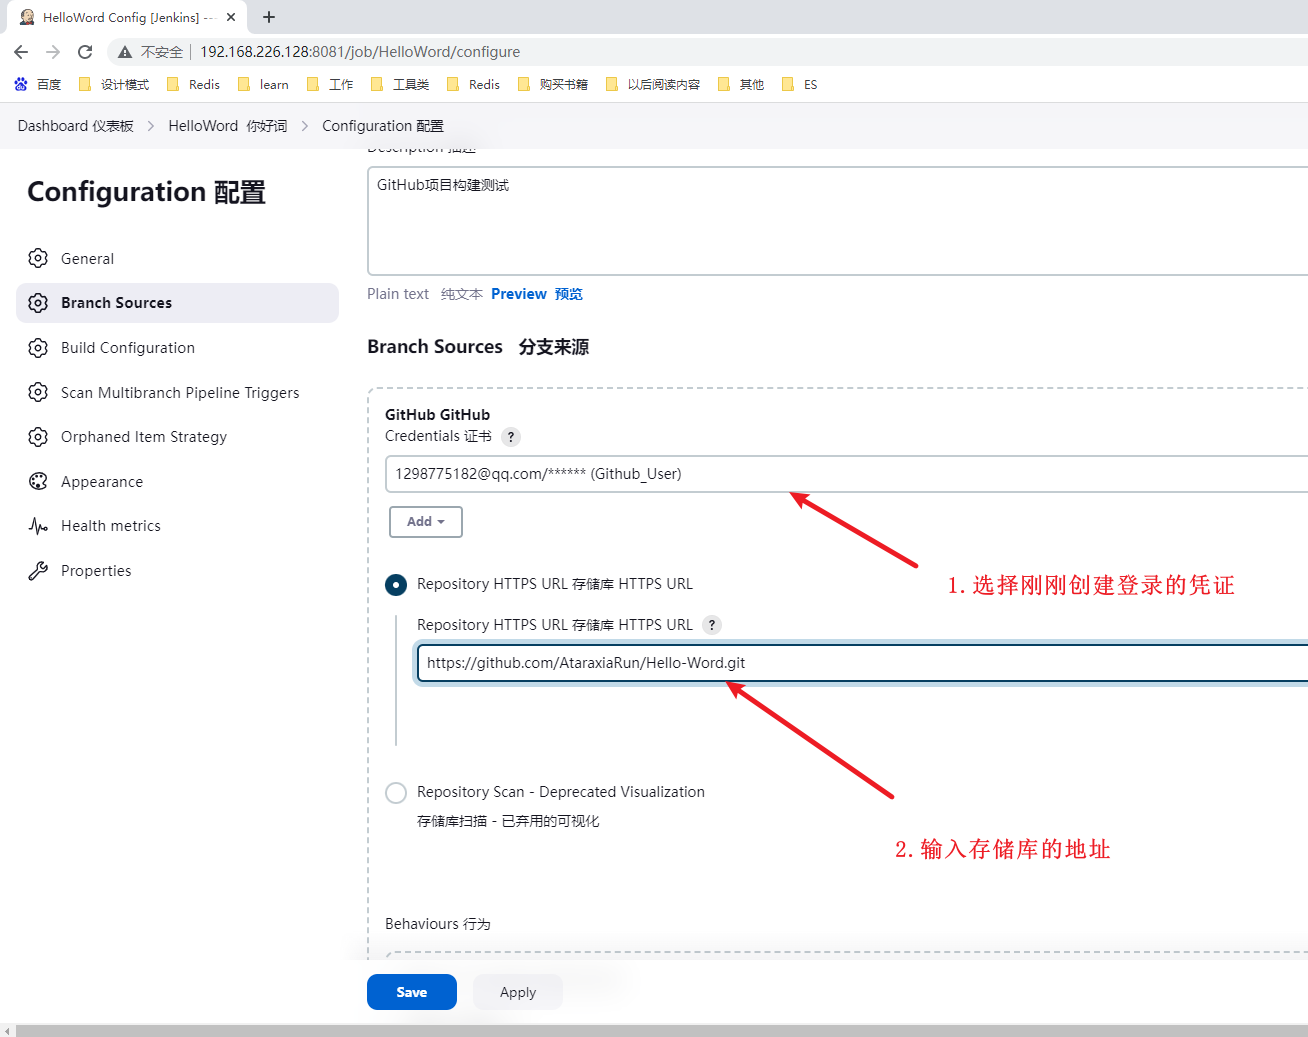 HelloWord Config [Jenkins] --
不安全 192.168.226.128:8081/job/HelloWord/configure
百度 设计模式 Redis learn 工作 工具类 Redis 购买书籍 以后阅读内容 其他 ES
Dashboard 仪表板 HelloWord 你好词 Configuration 配置
Description 描述
Configuration 配置
GitHub项目构建测试
General
Plain text 纯文本 Preview 预览
Branch Sources
Branch Sources 分支来源
Build Configuration
Scan Multibranch Pipeline Triggers
GitHub GitHub
Credentials 证书 ?
Orphaned Item Strategy
1298775182@qq.com/****** (Github_User)
Appearance
Add
Health metrics
Properties
Repository HTTPS URL 存储库 HTTPS URL
1. 选择刚刚创建登录的凭证
Repository HTTPS URL 存储库 HTTPS URL ?
https://github.com/AtaraxiaRun/Hello-Word.git
Repository Scan - Deprecated Visualization
存储库扫描 - 已弃用的可视化
2. 输入存储库的地址
Behaviours 行为
Save Apply